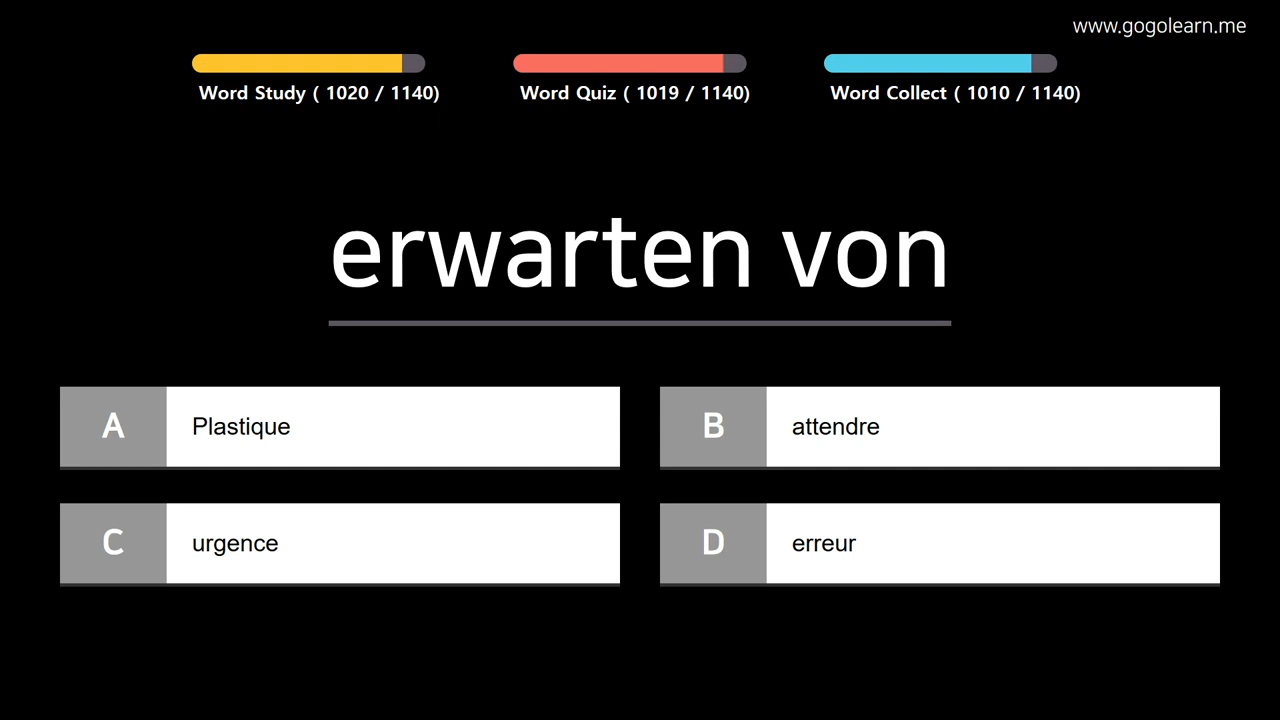 www.gogolearn.me
Word Study ( 1020 / 1140)
Word Quiz ( 1019 / 1140)
Word Collect ( 1010 / 1140)
erwarten von
A Plastique
B attendre
C urgence
D erreur